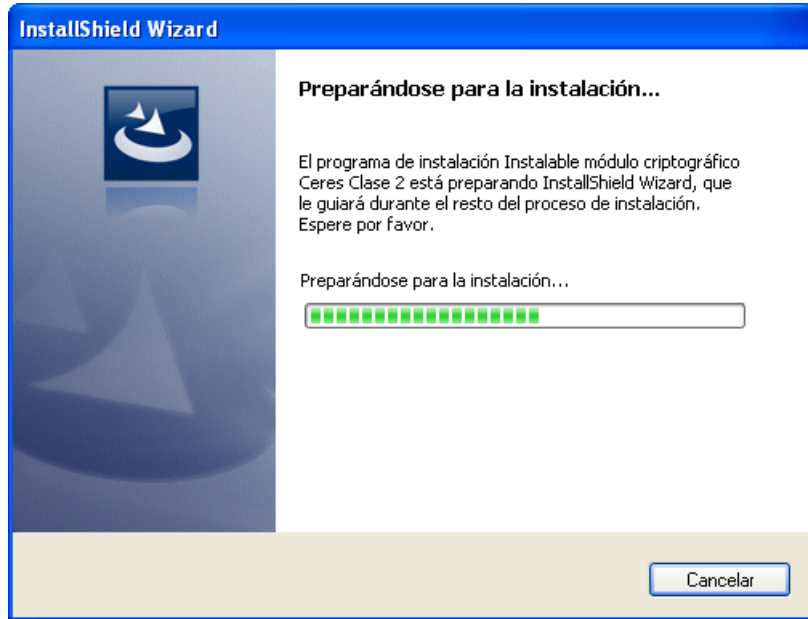 InstallShield Wizard
Preparándose para la instalación...
El programa de instalación Instalable módulo criptográfico
Ceres Clase 2 está preparando InstallShield Wizard, que
le guiará durante el resto del proceso de instalación.
Espere por favor.
Preparándose para la instalación...
Cancelar